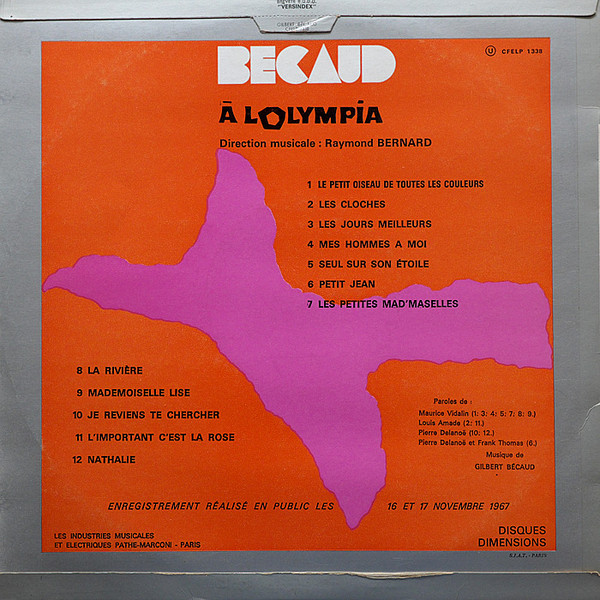 "VERSINDEX"
Ⓤ CFELP 1338
BECAUD
À L'OLYMPIA
Direction musicale : Raymond BERNARD
1 LE PETIT OISEAU DE TOUTES LES COULEURS
2 LES CLOCHES
3 LES JOURS MEILLEURS
4 MES HOMMES A MOI
5 SEUL SUR SON ÉTOILE
6 PETIT JEAN
7 LES PETITES MAD'MASELLES
8 LA RIVIÈRE
9 MADEMOISELLE LISE
10 JE REVIENS TE CHERCHER
11 L'IMPORTANT C'EST LA ROSE
12 NATHALIE
Paroles de :
Maurice Vidalin (1: 3: 4: 5: 7: 8: 9.)
Louis Amade (2: 11.)
Pierre Delanoë (10: 12.)
Pierre Delanoë et Frank Thomas (6.)
Musique de
GILBERT BÉCAUD
ENREGISTREMENT RÉALISÉ EN PUBLIC LES 16 ET 17 NOVEMBRE 1967
LES INDUSTRIES MUSICALES
ET ELECTRIQUES PATHE-MARCONI - PARIS
DISQUES
DIMENSIONS